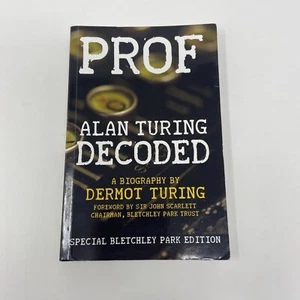 PROF
ALAN TURING
DECODED
A BIOGRAPHY BY
DERMOT TURING
FOREWORD BY SIR JOHN SCARLETT
CHAIRMAN, BLETCHLEY PARK TRUST
SPECIAL BLETCHLEY PARK EDITION